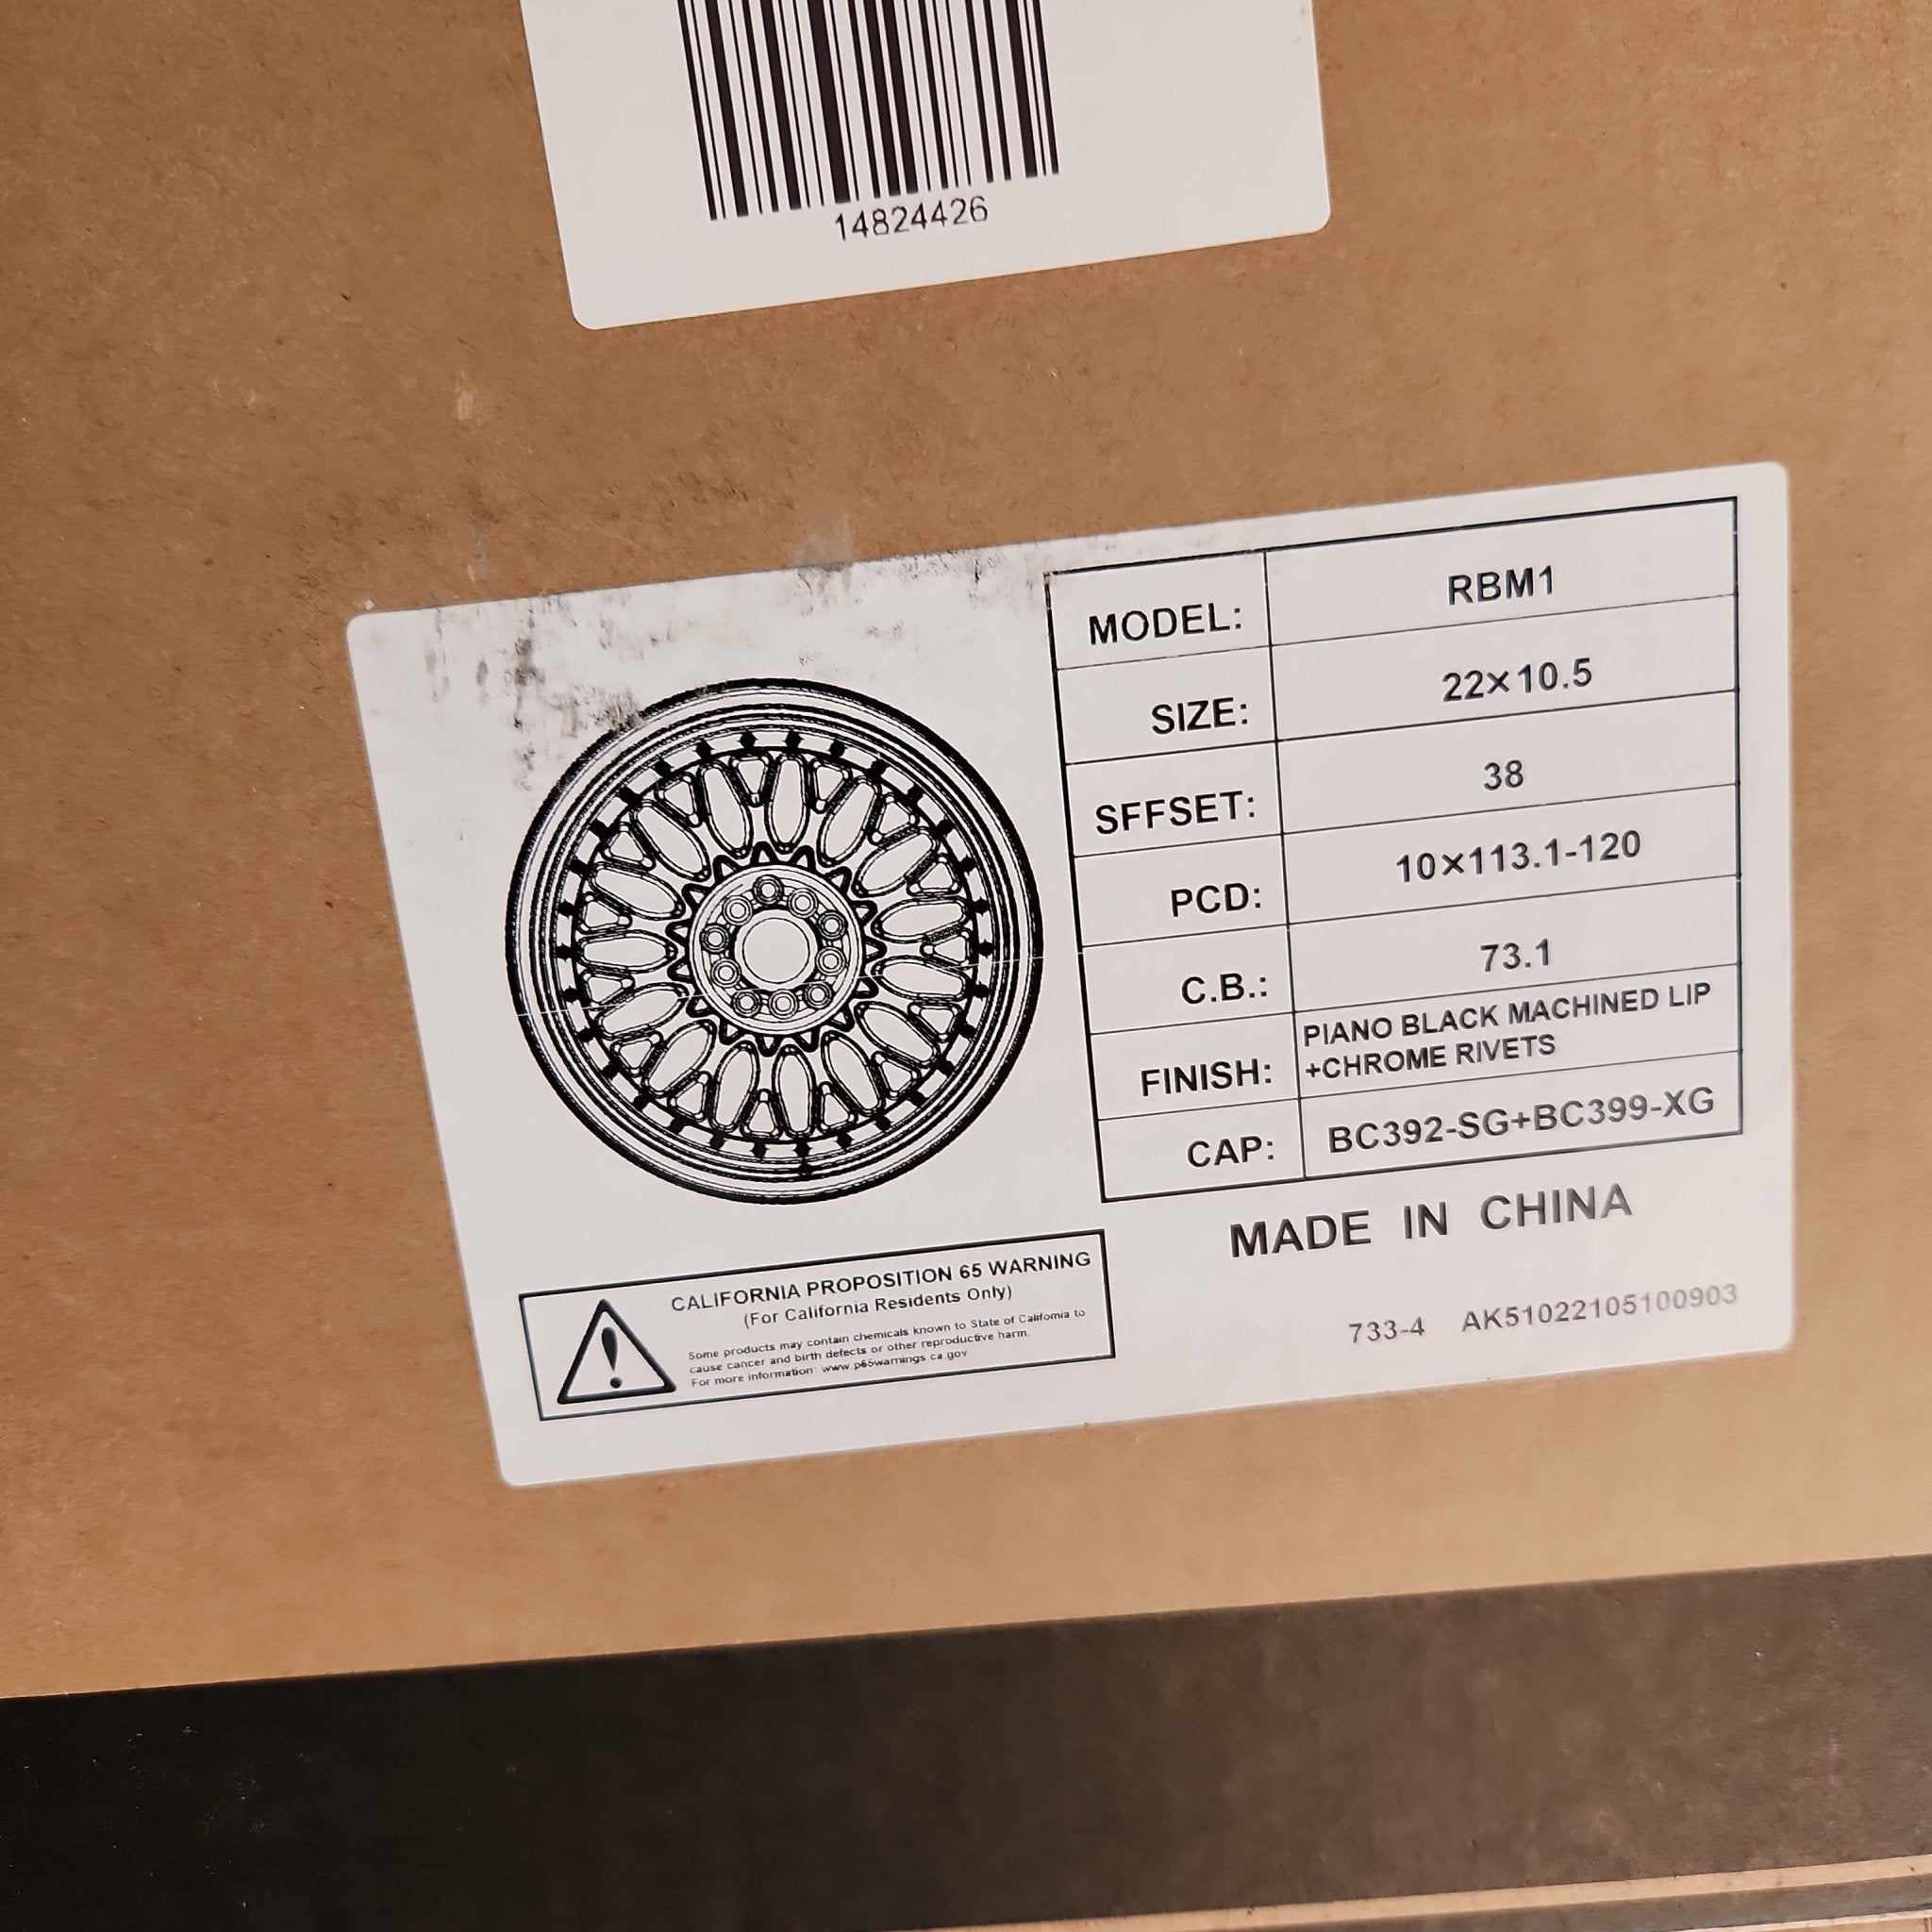 14824426
MODEL: RBM1
SIZE: 22×10.5
SFFSET: 38
PCD: 10×113.1-120
C.B.: 73.1
FINISH: PIANO BLACK MACHINED LIP
+CHROME RIVETS
CAP: BC392-SG+BC399-XG
MADE IN CHINA
733-4 AK51022105100903
CALIFORNIA PROPOSITION 65 WARNING
(For California Residents Only)
Some products may contain chemicals known to State of California to
cause cancer and birth defects or other reproductive harm.
For more information: www.p65warnings.ca.gov